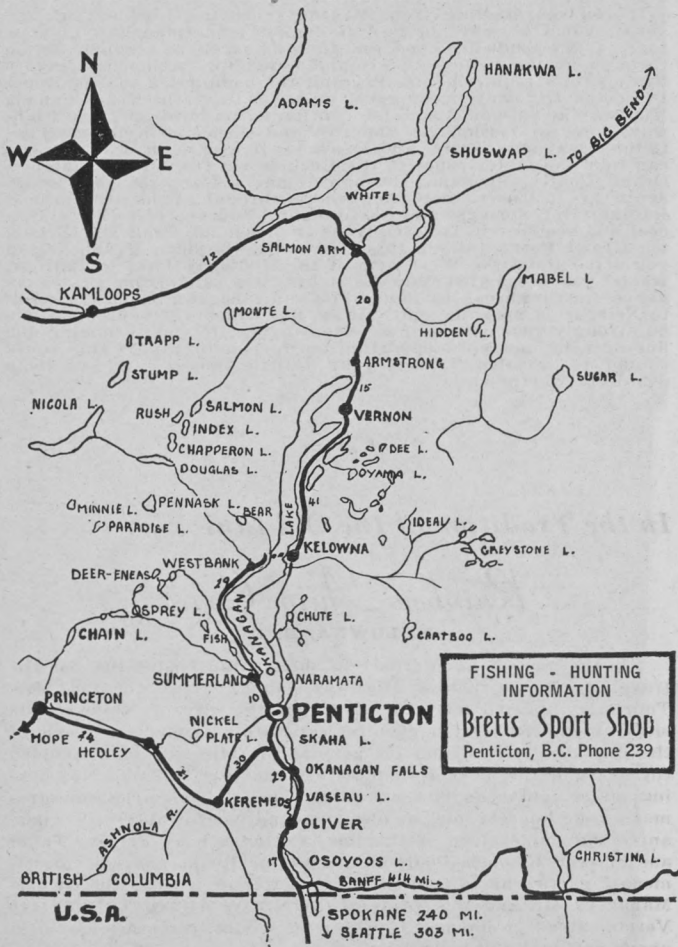 N
W E
S
ADAMS L.
HANAKWA L.
SHUSWAP L.
TO BIG BEND
WHITE L
SALMON ARM
72
KAMLOOPS
20
MABEL L
MONTE L.
HIDDEN L.
TRAPP L.
ARMSTRONG
STUMP L.
15
SUGAR L.
NICOLA L.
RUSH
SALMON L.
VERNON
INDEX L.
CHAPPERON L.
DOUGLAS L.
DEE L.
OYAMA L.
41
MINNIE L.
PENNASK L.
BEAR
PARADISE L.
LAKE
IDEAL L.
KELOWNA
GREYSTONE L.
WESTBANK
DEER-ENEAS
29
OKANAGAN
OSPREY L.
CHUTE L.
CHAIN L.
FISH
CARTBOO L.
SUMMERLAND
NARAMATA
10
PRINCETON
PENTICTON
HOPE
44
HEDLEY
NICKEL
PLATE L.
SKAHA L.
30
29
OKANAGAN FALLS
21
KEREMEOS
VASERU L.
OLIVER
ASHNOLA R.
17
OSOYOOS L.
CHRISTINA L.
BRITISH COLUMBIA
BANFF 414 MI.
U.S.A.
SPOKANE 240 MI.
SEATTLE 303 MI.
FISHING - HUNTING
INFORMATION
Bretts Sport Shop
Penticton, B.C. Phone 239